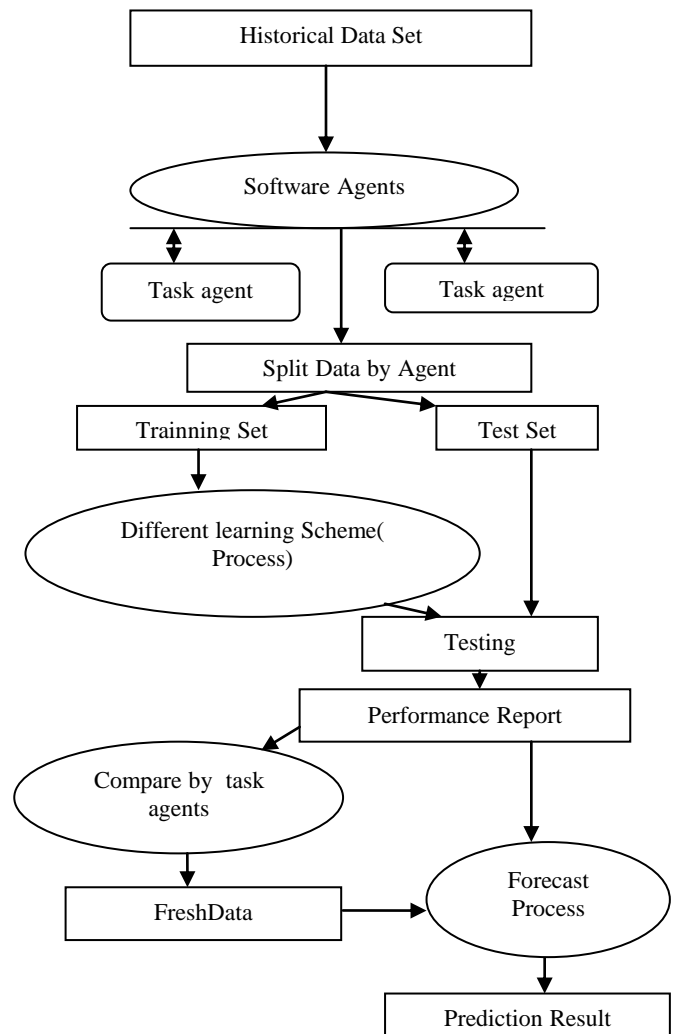 Historical Data Set
Software Agents
Task agent
Task agent
Split Data by Agent
Trainning Set
Test Set
Different learning Scheme(
Process)
Testing
Performance Report
Compare by task
agents
Forecast
Process
FreshData
Prediction Result